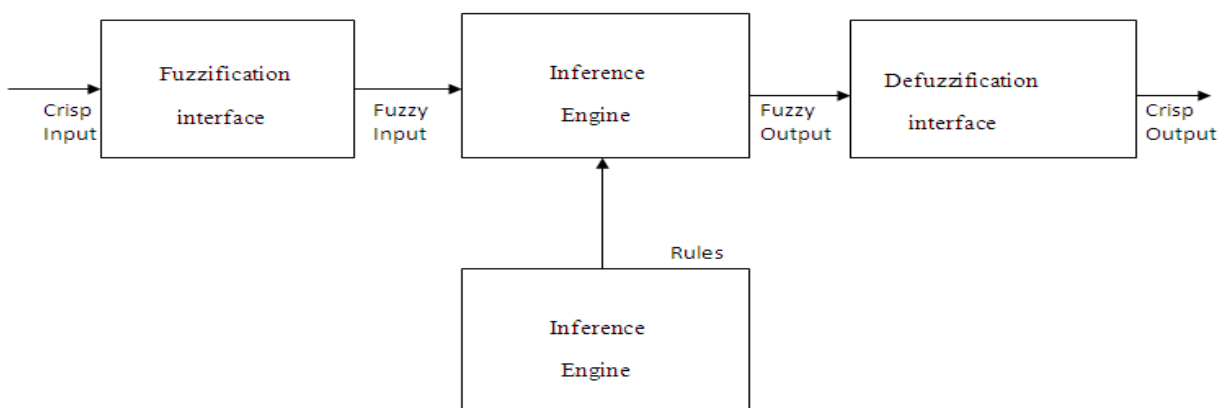 Fuzzification
interface
Inference
Engine
Defuzzification
interface
Crisp
Input
Fuzzy
Input
Fuzzy
Output
Crisp
Output
Rules
Inference
Engine